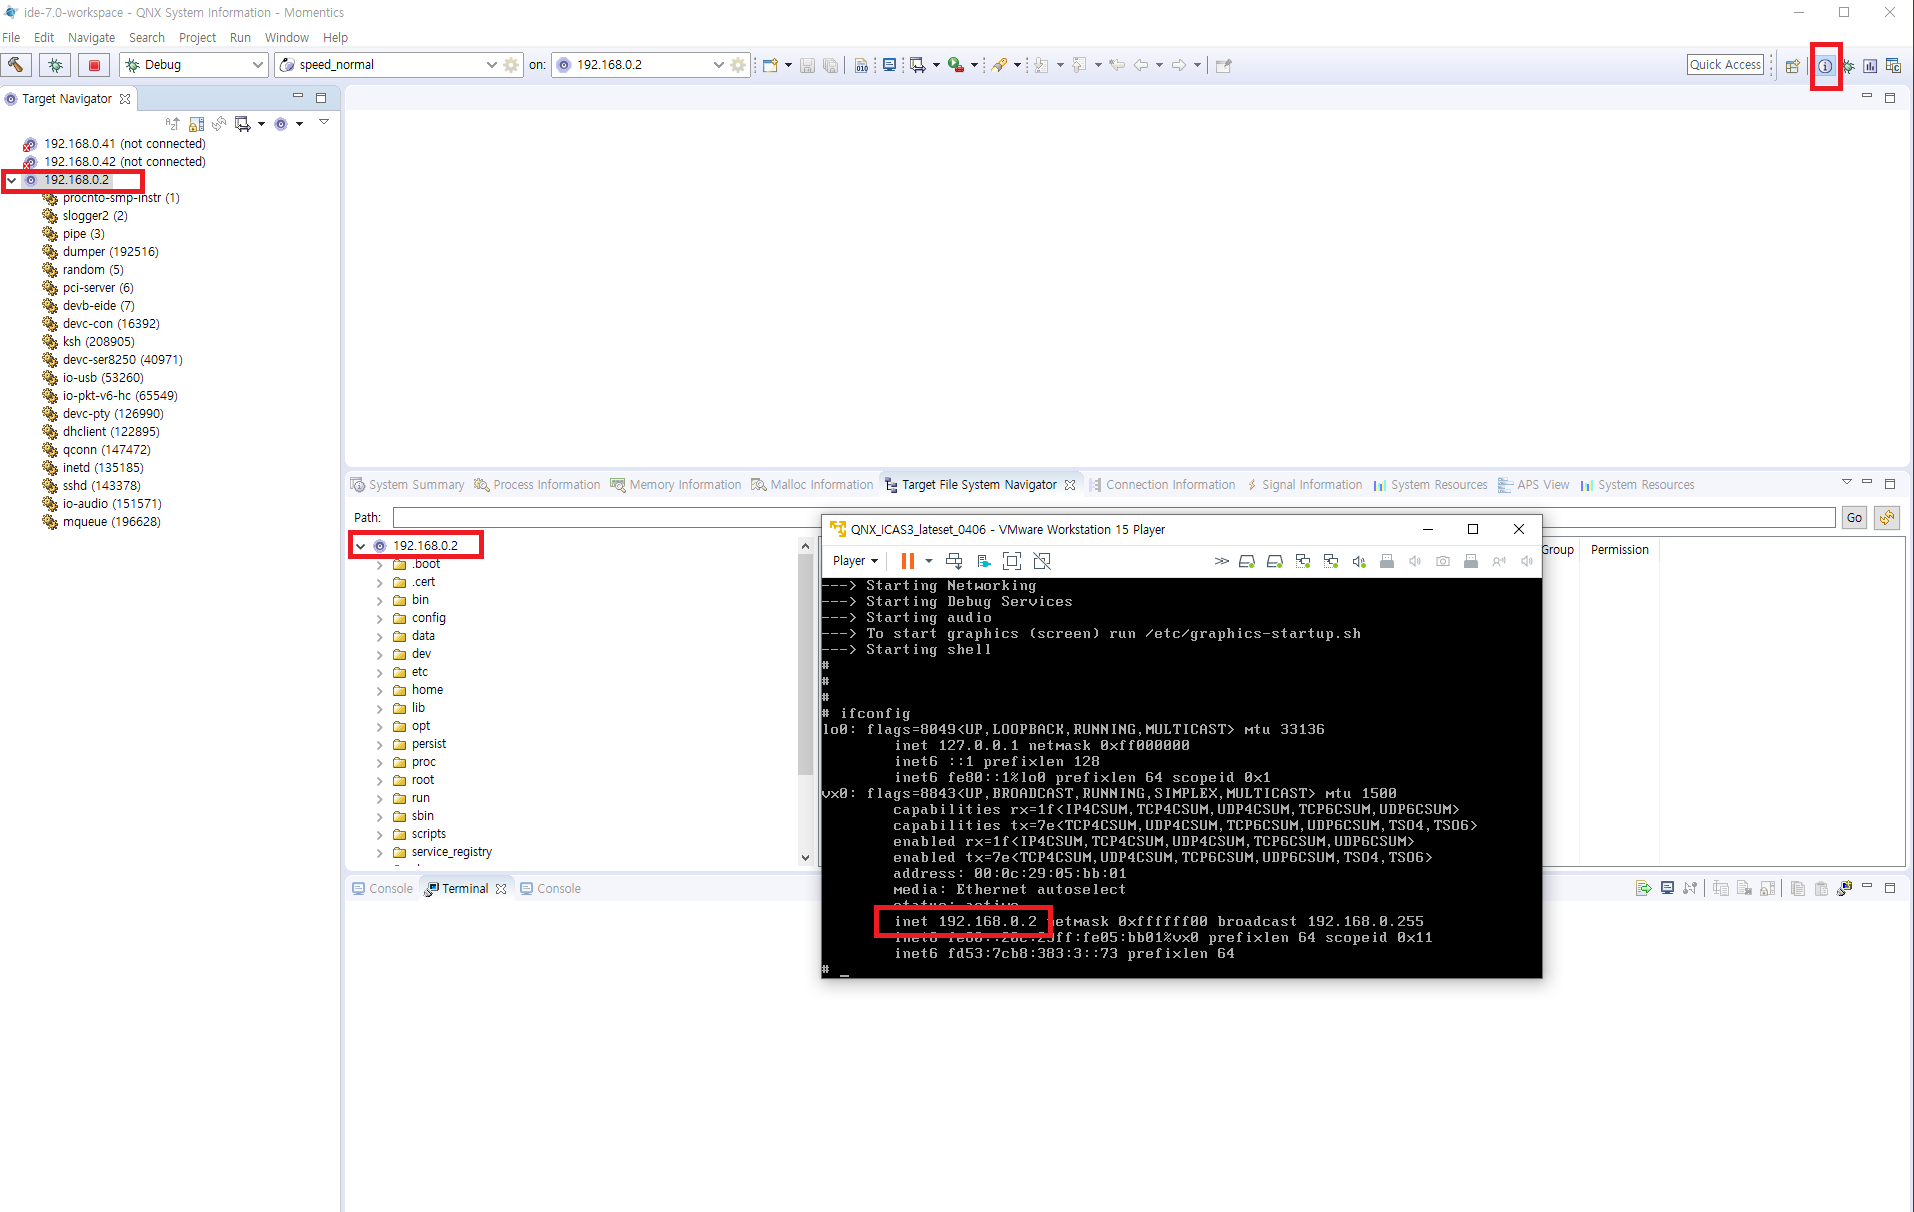 ide-7.0-workspace - QNX System Information - Momentics
File Edit Navigate Search Project Run Window Help
Debug speed_normal on: 192.168.0.2 Quick Access
Target Navigator
192.168.0.41 (not connected)
192.168.0.42 (not connected)
192.168.0.2
procnto-smp-instr (1)
slogger2 (2)
pipe (3)
dumper (192516)
random (5)
pci-server (6)
devb-eide (7)
devc-con (16392)
ksh (208905)
devc-ser8250 (40971)
io-usb (53260)
io-pkt-v6-hc (65549)
devc-pty (126990)
dhclient (122895)
qconn (147472)
inetd (135185)
sshd (143378)
io-audio (151571)
mqueue (196628)
System Summary Process Information Memory Information Malloc Information Target File System Navigator Connection Information Signal Information System Resources APS View System Resources
Path: Go
192.168.0.2
.boot
.cert
bin
config
data
dev
etc
home
lib
opt
persist
proc
root
run
sbin
scripts
service_registry
Group Permission
QNX_ICAS3_lateset_0406 - VMware Workstation 15 Player
Player
---> Starting Networking
---> Starting Debug Services
---> Starting audio
---> To start graphics (screen) run /etc/graphics-startup.sh
---> Starting shell
#
#
#
# ifconfig
lo0: flags=8049<UP,LOOPBACK,RUNNING,MULTICAST> mtu 33136
inet 127.0.0.1 netmask 0xff000000
inet6 ::1 prefixlen 128
inet6 fe80::1%lo0 prefixlen 64 scopeid 0x1
vx0: flags=8843<UP,BROADCAST,RUNNING,SIMPLEX,MULTICAST> mtu 1500
capabilities rx=1f<IP4CSUM,TCP4CSUM,UDP4CSUM,TCP6CSUM,UDP6CSUM>
capabilities tx=7e<TCP4CSUM,UDP4CSUM,TCP6CSUM,UDP6CSUM,TSO4,TSO6>
enabled rx=1f<IP4CSUM,TCP4CSUM,UDP4CSUM,TCP6CSUM,UDP6CSUM>
enabled tx=7e<TCP4CSUM,UDP4CSUM,TCP6CSUM,UDP6CSUM,TSO4,TSO6>
address: 00:0c:29:05:bb:01
media: Ethernet autoselect
status: active
inet 192.168.0.2 netmask 0xffffff00 broadcast 192.168.0.255
inet6 fe80::20c:29ff:fe05:bb01%vx0 prefixlen 64 scopeid 0x11
inet6 fd53:7cb8:383:3::73 prefixlen 64
# _
Console Terminal Console